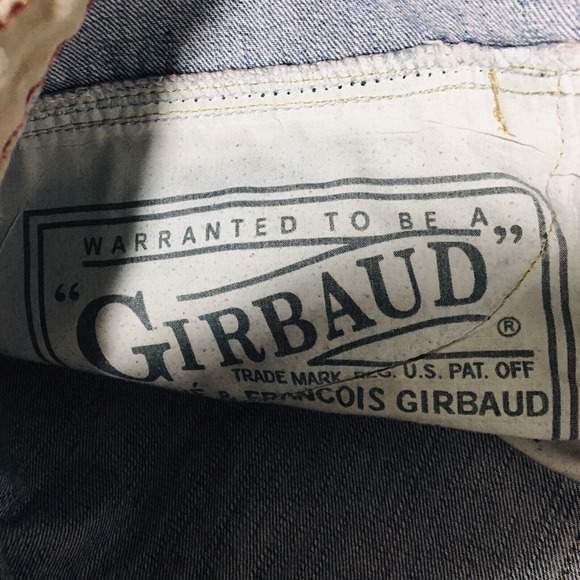 WARRANTED TO BE A
“GIRBAUD” ®
TRADE MARK REG. U.S. PAT. OFF
É & FRANCOIS GIRBAUD